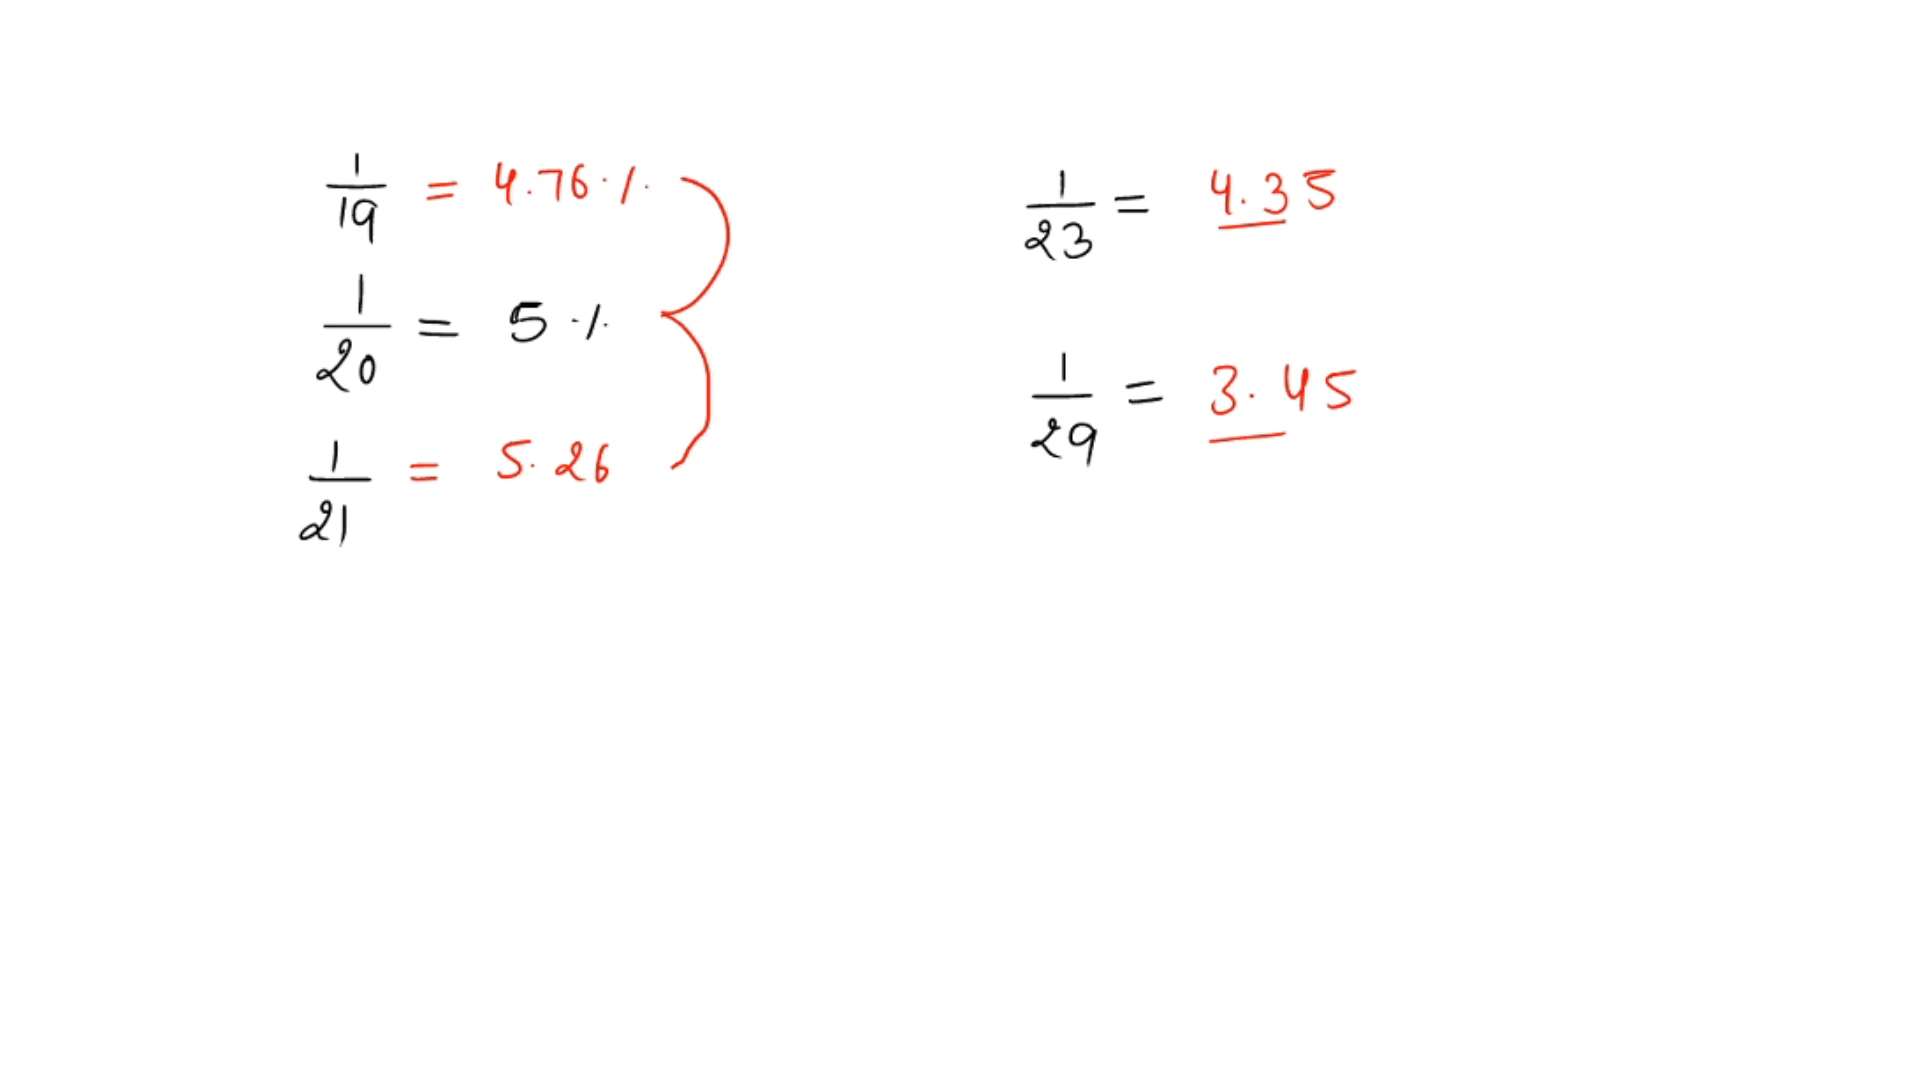 1/19 = 4.76%
1/20 = 5%
1/21 = 5.26
1/23 = 4.35
1/29 = 3.45